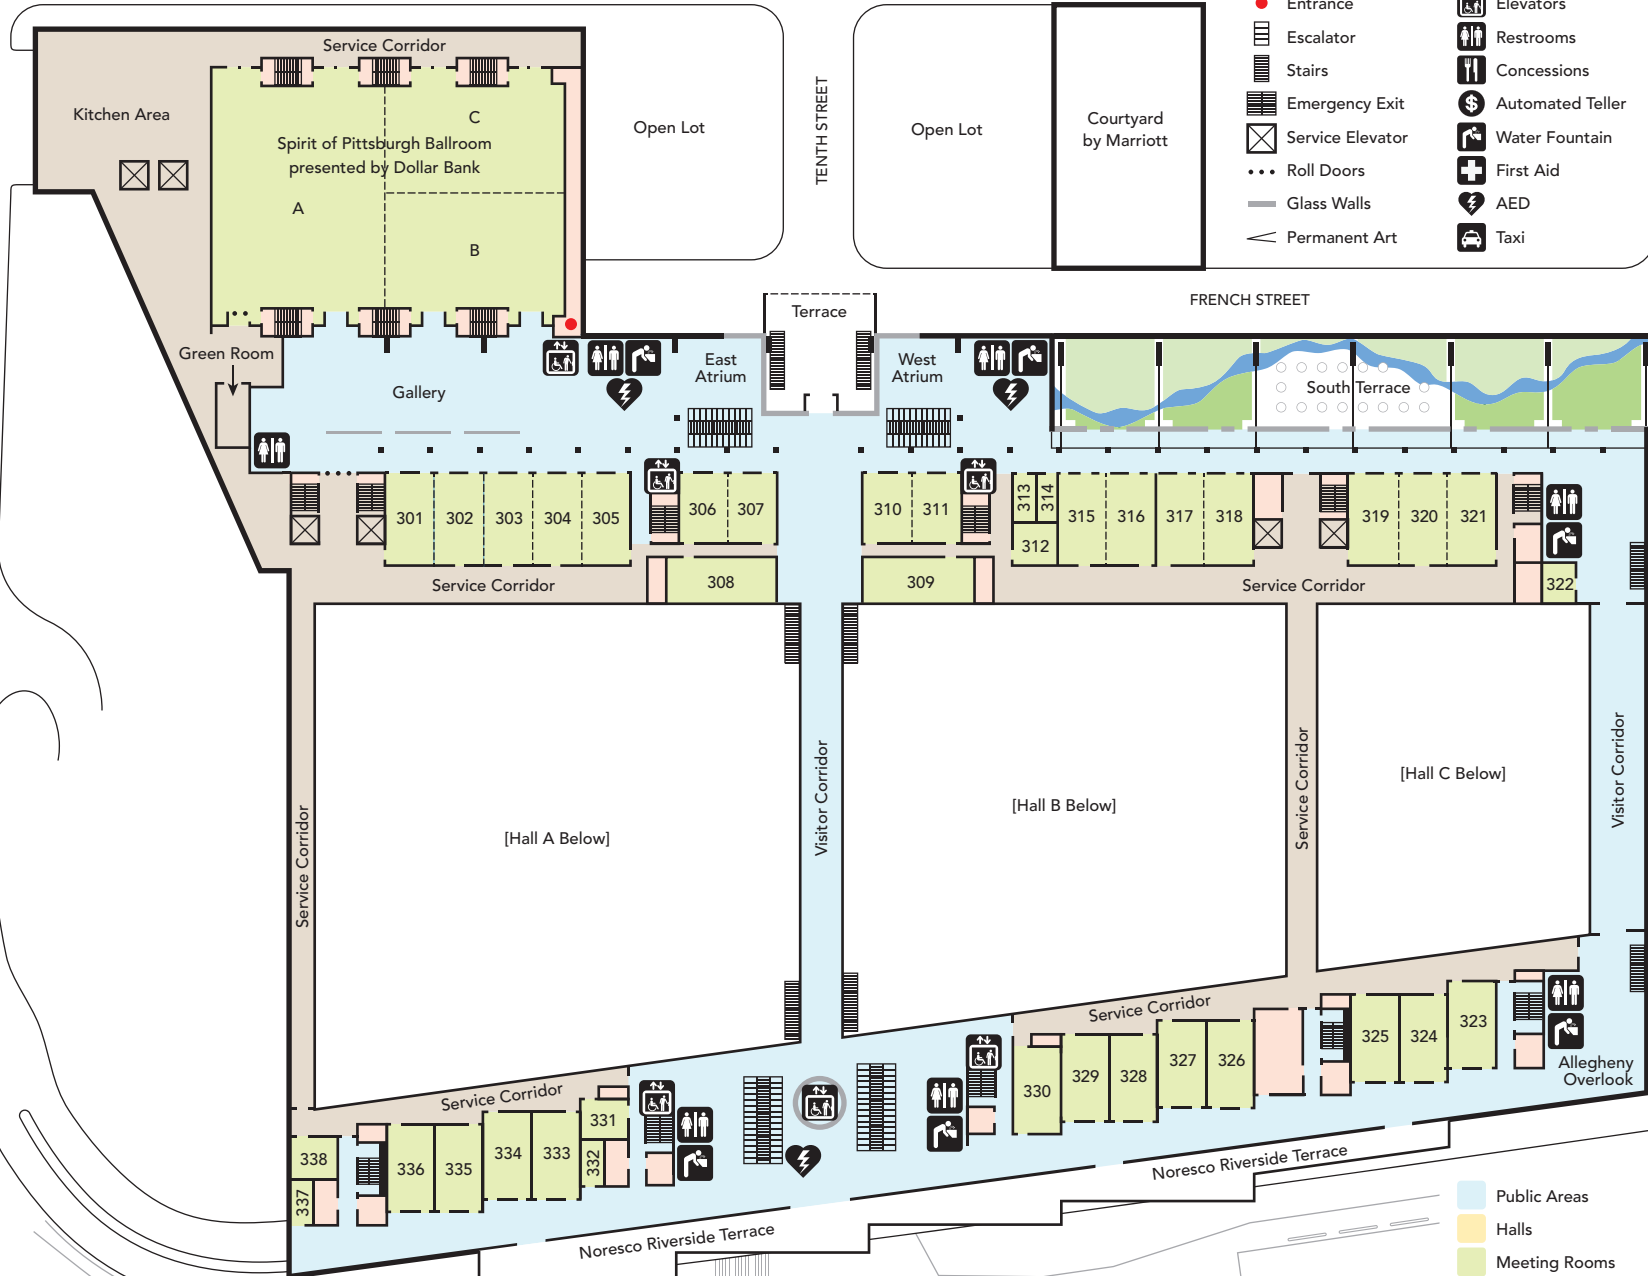 Entrance
Elevators
Service Corridor
Escalator
Restrooms
Stairs
Concessions
Kitchen Area
Emergency Exit
$ Automated Teller
C
Open Lot
TENTH STREET
Open Lot
Courtyard
by Marriott
Service Elevator
Water Fountain
Spirit of Pittsburgh Ballroom
presented by Dollar Bank
Roll Doors
First Aid
A
Glass Walls
AED
B
Permanent Art
Taxi
FRENCH STREET
Terrace
Green Room
East
Atrium
West
Atrium
Gallery
South Terrace
301
302
303
304
305
306
307
310
311
313
314
312
315
316
317
318
319
320
321
308
309
322
Service Corridor
Service Corridor
Service Corridor
[Hall A Below]
Visitor Corridor
[Hall B Below]
Service Corridor
[Hall C Below]
Visitor Corridor
Service Corridor
330
329
328
327
326
325
324
323
Allegheny
Overlook
Service Corridor
338
337
336
335
334
333
331
332
Noresco Riverside Terrace
Noresco Riverside Terrace
Public Areas
Halls
Meeting Rooms